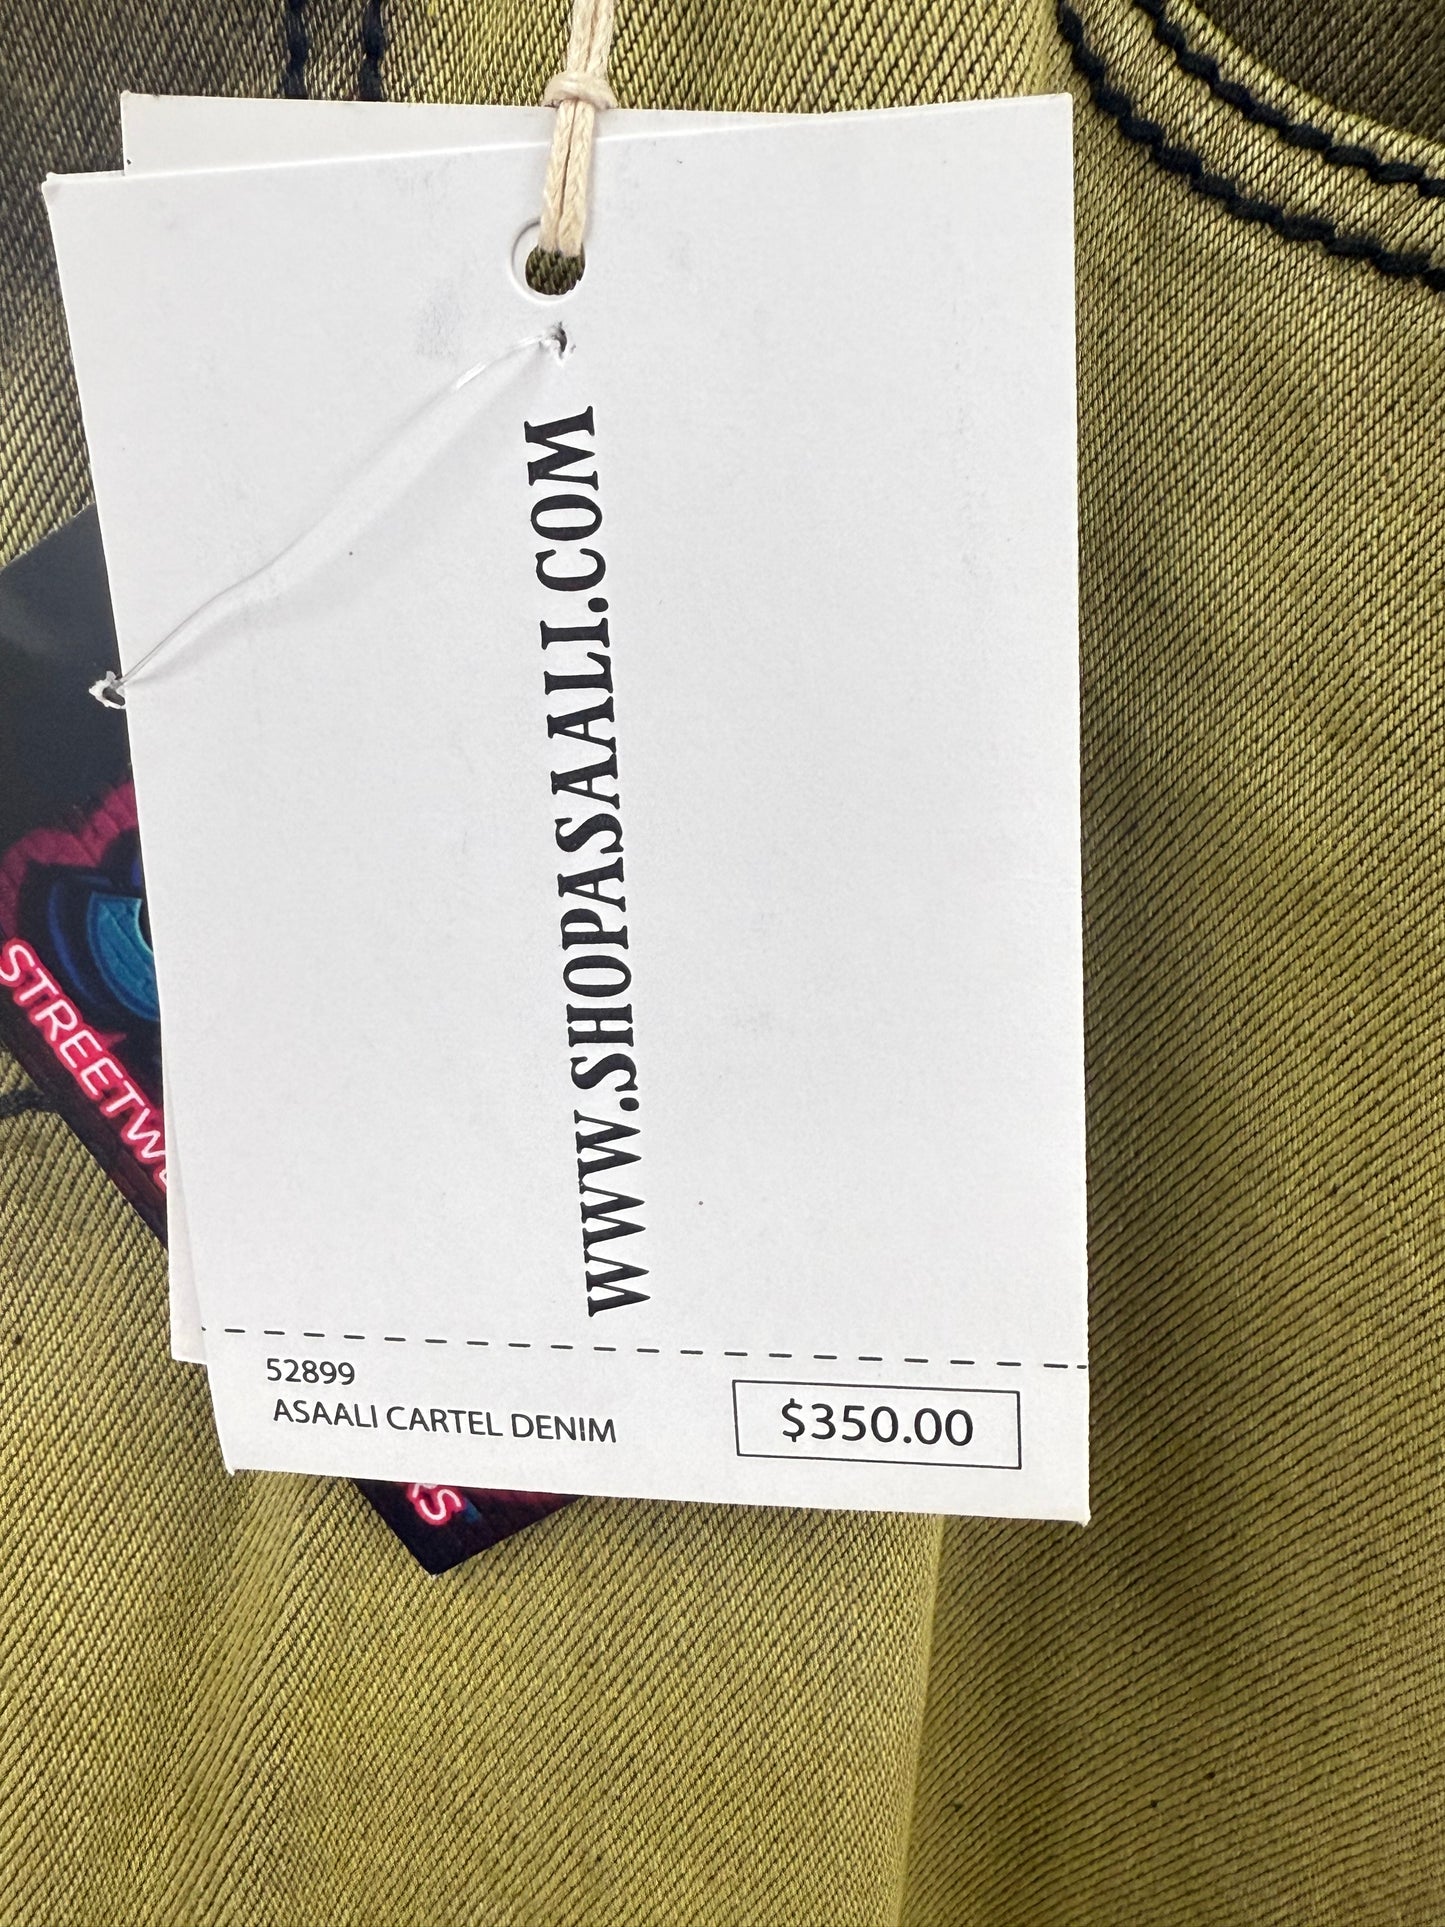 WWW.SHOPASAALI.COM
52899
ASAALI CARTEL DENIM
$350.00